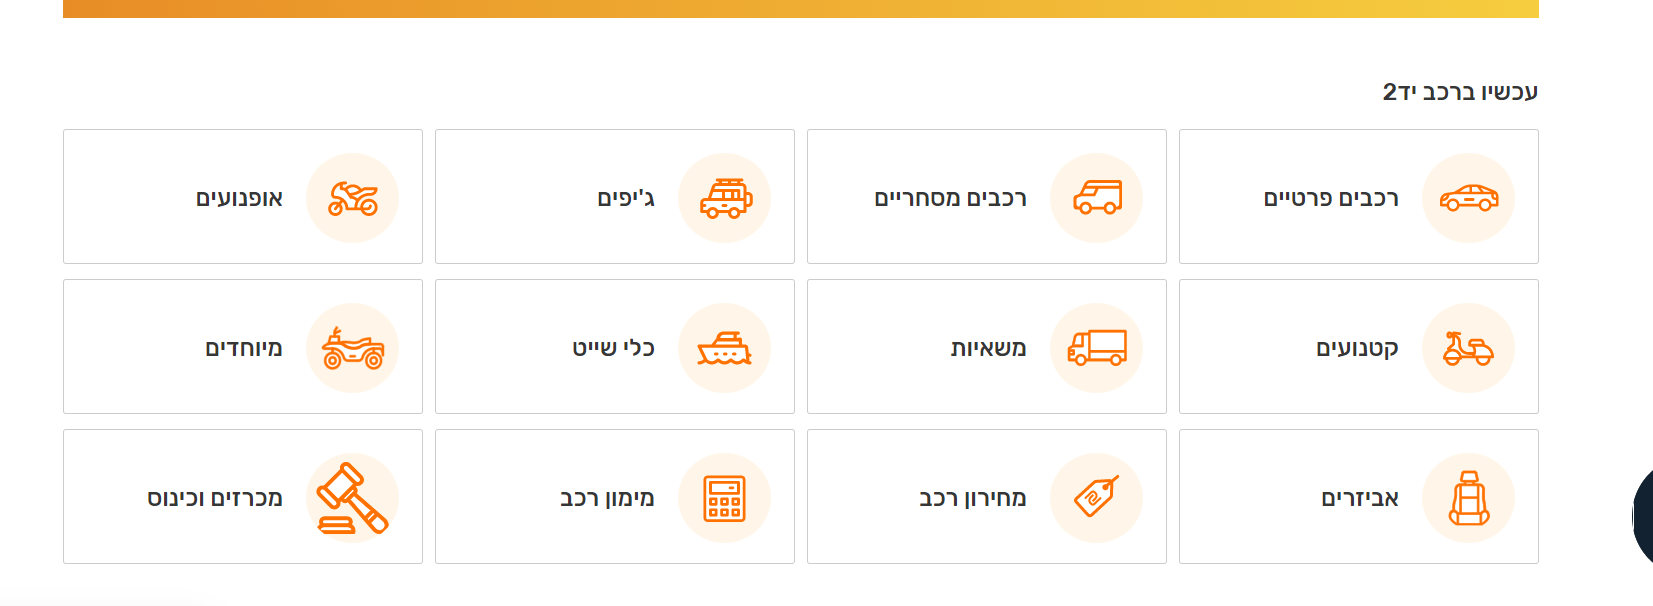 עכשיו ברכב יד2
רכבים פרטיים
רכבים מסחריים
ג'יפים
אופנועים
קטנועים
משאיות
כלי שייט
מיוחדים
אביזרים
מחירון רכב
מימון רכב
מכרזים וכינוס